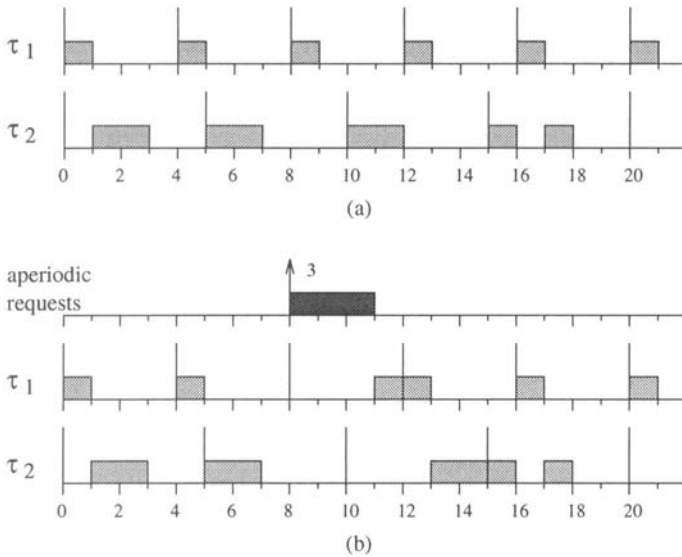 τ 1
τ 2
0 2 4 6 8 10 12 14 16 18 20
(a)
aperiodic
requests
3
τ 1
τ 2
0 2 4 6 8 10 12 14 16 18 20
(b)